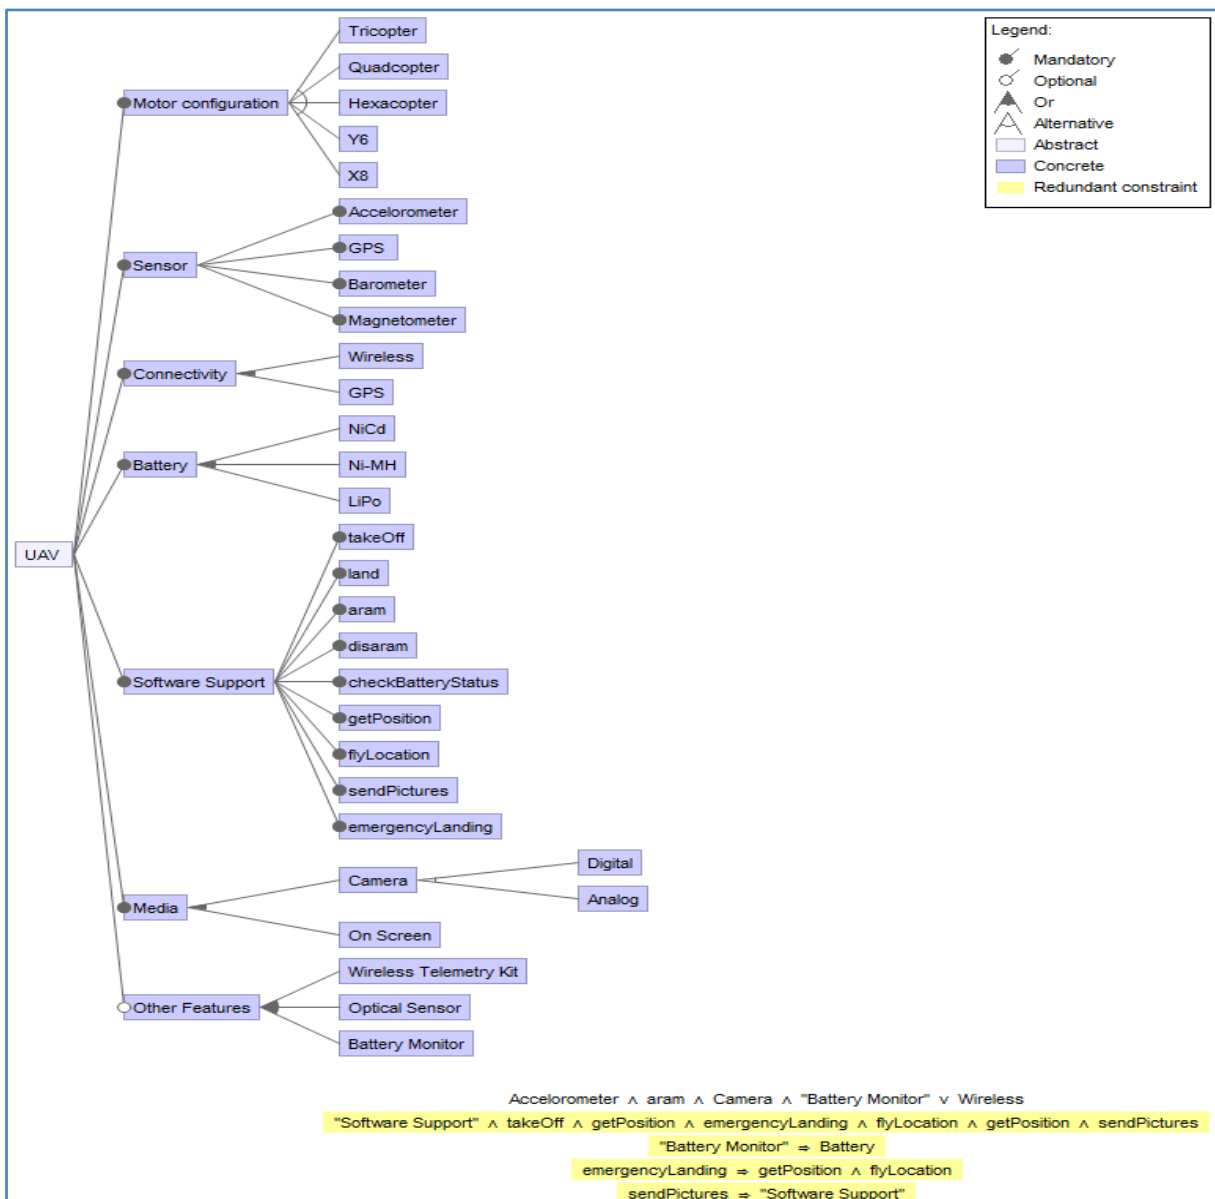 Legend:
Mandatory
Optional
Or
Alternative
Abstract
Concrete
Redundant constraint
UAV
Motor configuration
Tricopter
Quadcopter
Hexacopter
Y6
X8
Sensor
Accelorometer
GPS
Barometer
Magnetometer
Connectivity
Wireless
GPS
Battery
NiCd
Ni-MH
LiPo
Software Support
takeOff
land
aram
disaram
checkBatteryStatus
getPosition
flyLocation
sendPictures
emergencyLanding
Media
Camera
Digital
Analog
On Screen
Other Features
Wireless Telemetry Kit
Optical Sensor
Battery Monitor
Accelorometer ∧ aram ∧ Camera ∧ "Battery Monitor" ∨ Wireless
"Software Support" ∧ takeOff ∧ getPosition ∧ emergencyLanding ∧ flyLocation ∧ getPosition ∧ sendPictures
"Battery Monitor" ⇒ Battery
emergencyLanding ⇒ getPosition ∧ flyLocation
sendPictures ⇒ "Software Support"